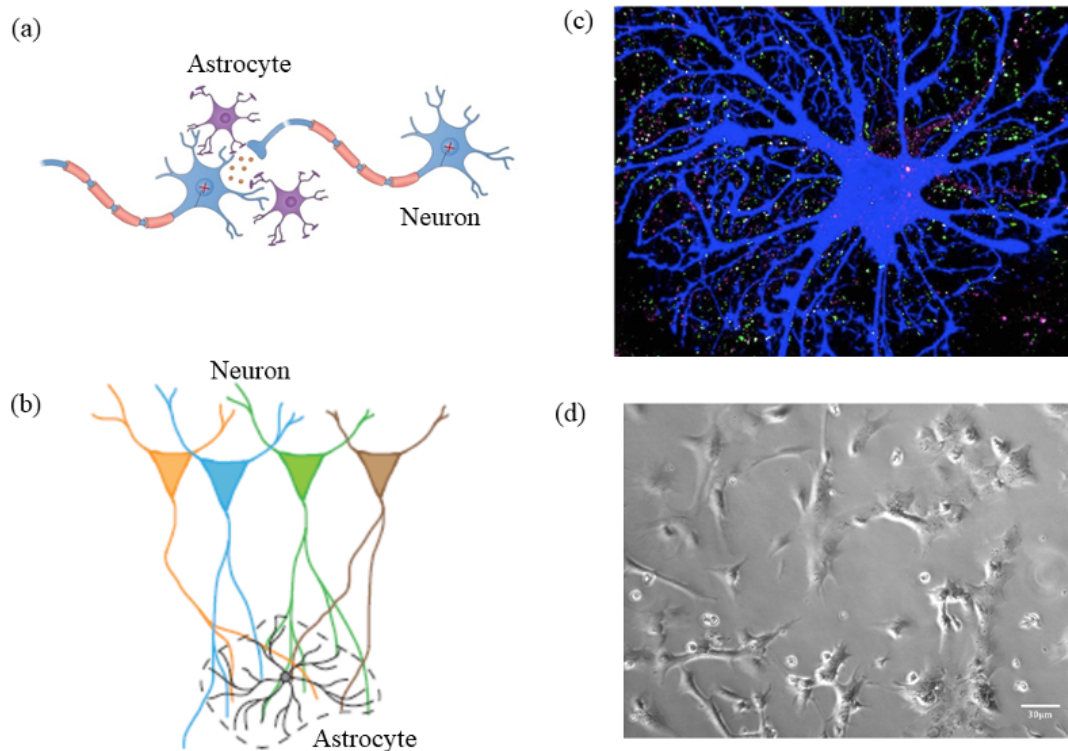 (a)
Astrocyte
Neuron
(b)
Neuron
Astrocyte
(c)
(d)
30μm